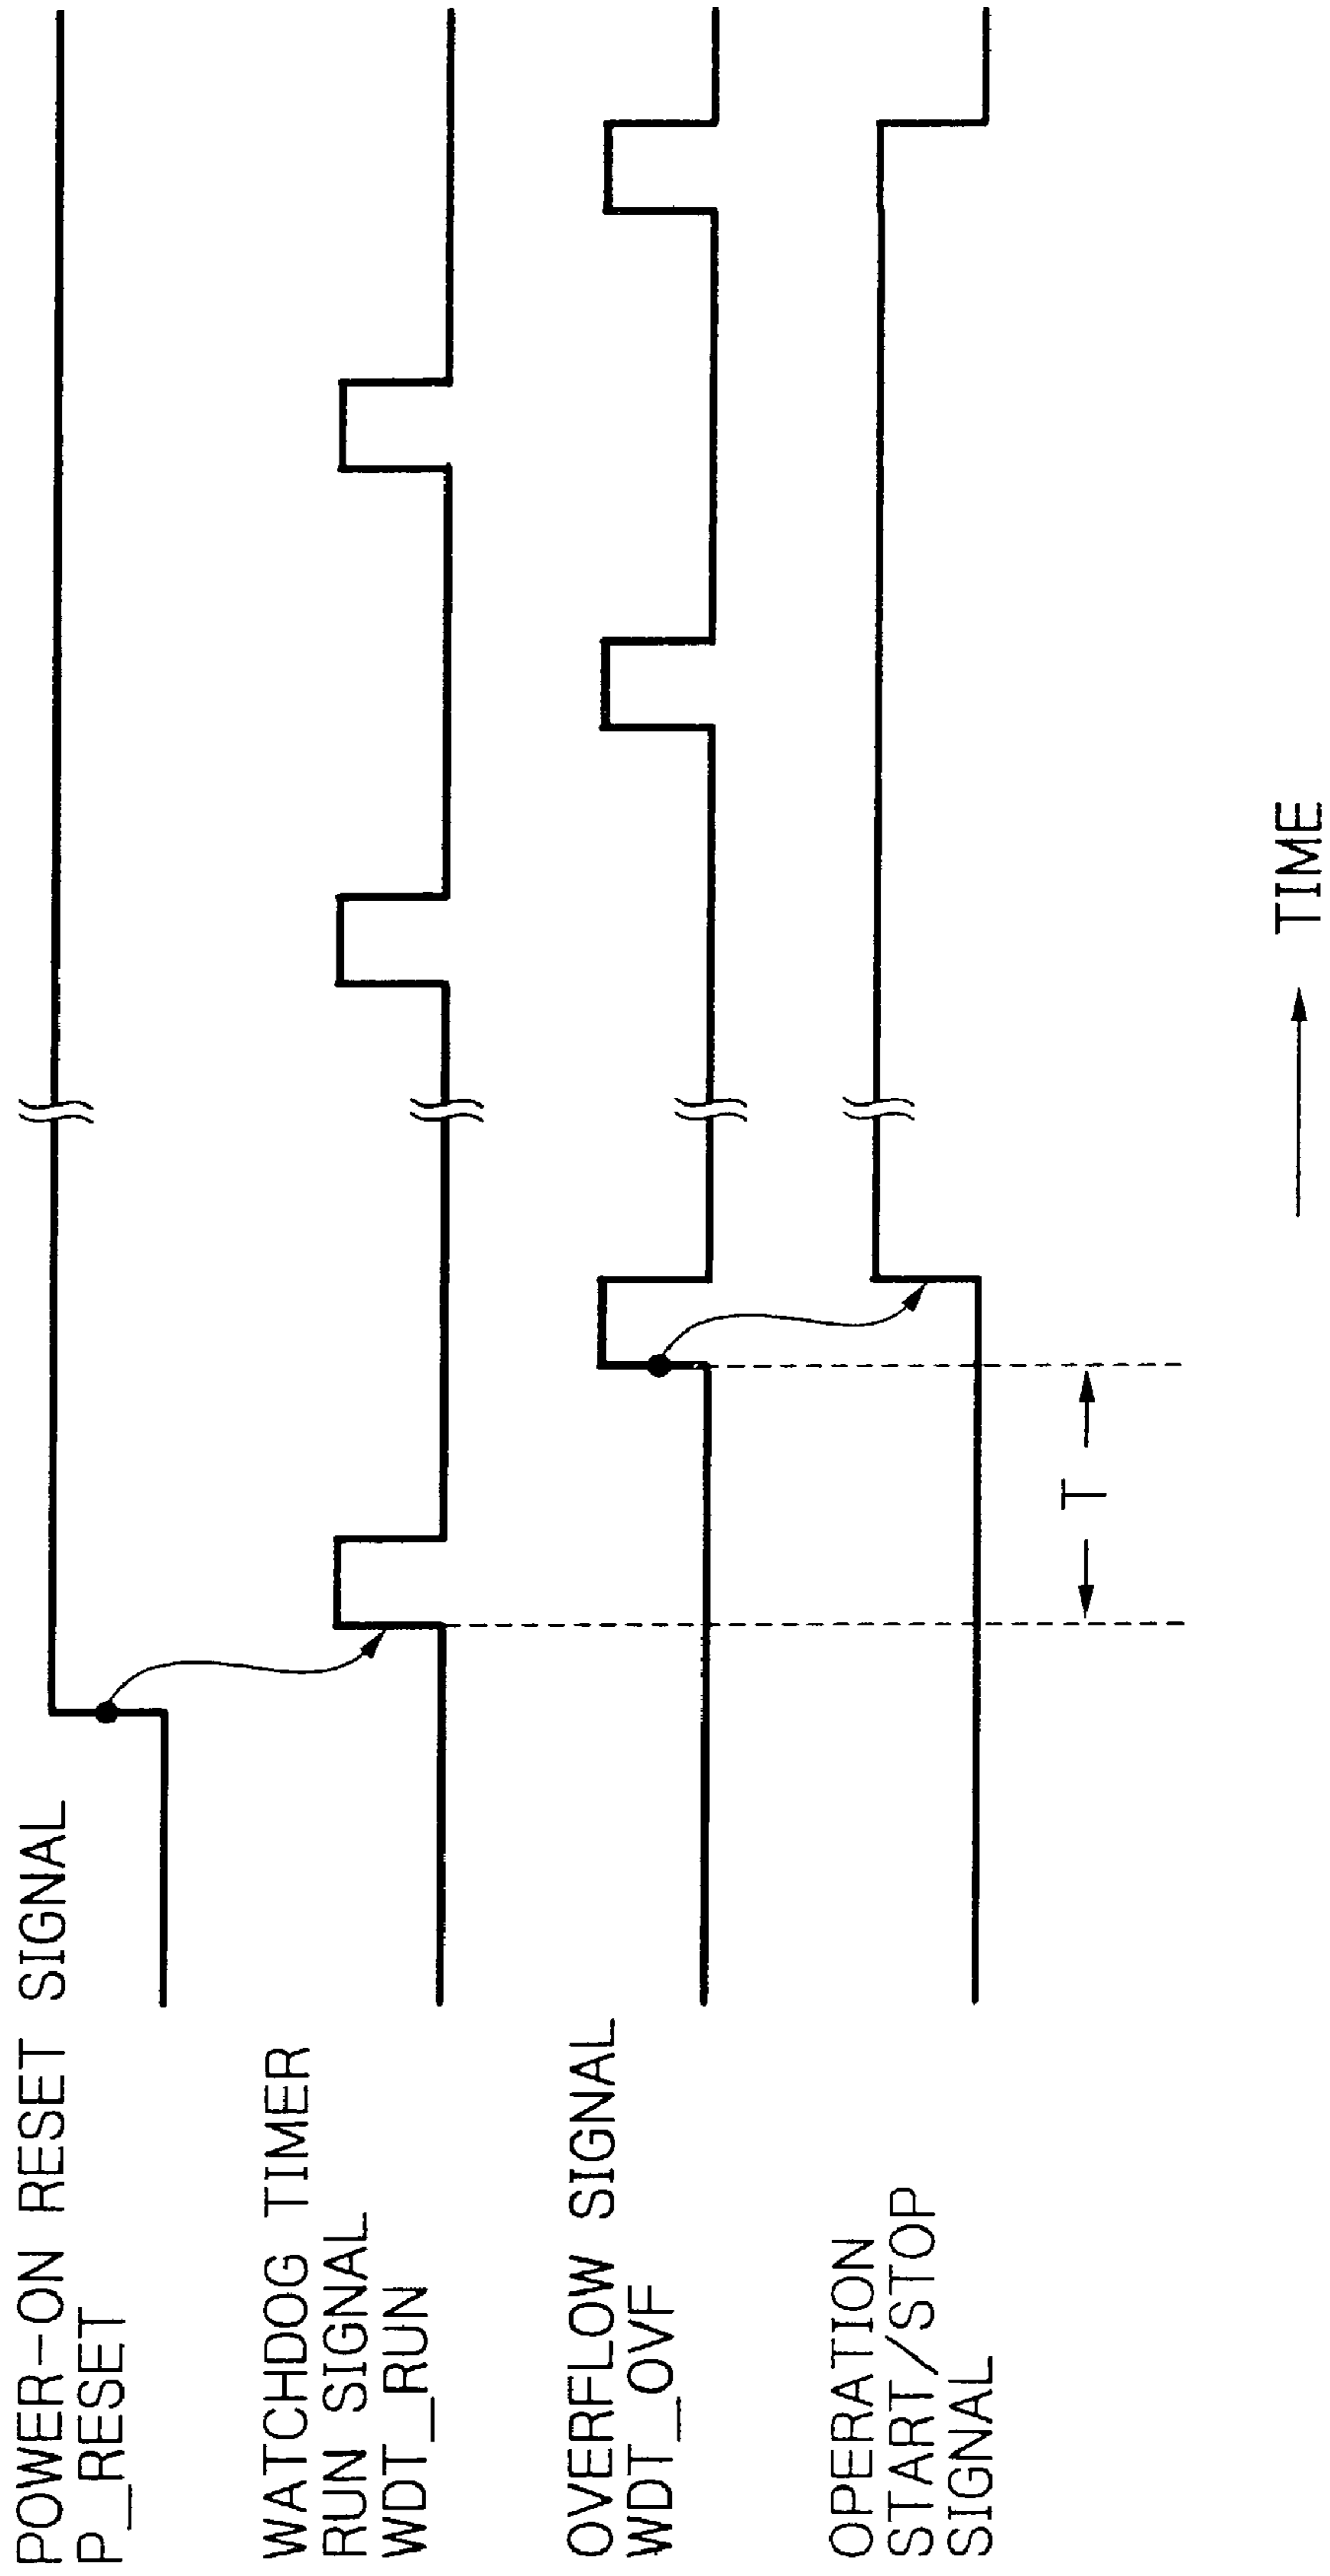 POWER-ON RESET SIGNAL
P_RESET
WATCHDOG TIMER
RUN SIGNAL
WDT_RUN
OVERFLOW SIGNAL
WDT_OVF
OPERATION
START/STOP
SIGNAL
T
TIME